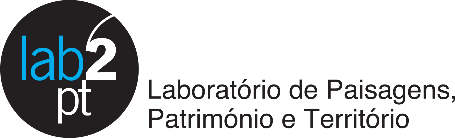 lab2
pt
Laboratório de Paisagens,
Património e Território